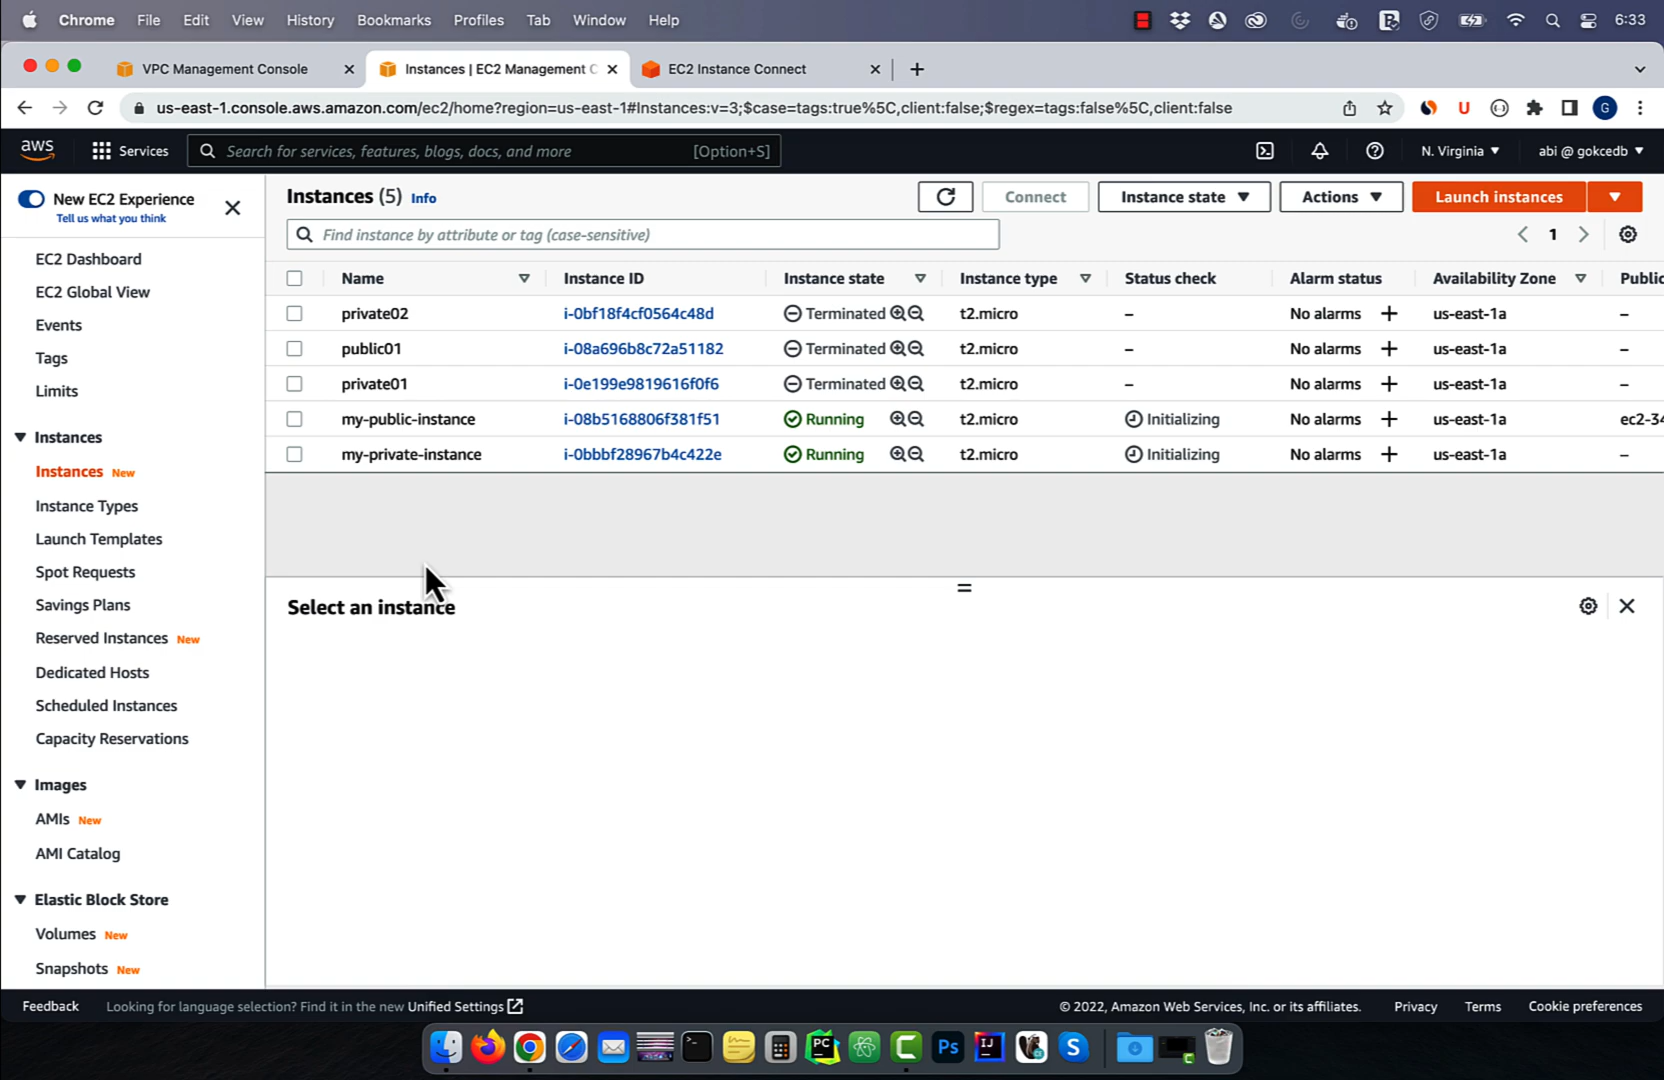 Chrome File Edit View History Bookmarks Profiles Tab Window Help 6:33
VPC Management Console Instances | EC2 Management C EC2 Instance Connect
us-east-1.console.aws.amazon.com/ec2/home?region=us-east-1#Instances:v=3;$case=tags:true%5C,client:false;$regex=tags:false%5C,client:false
aws Services Search for services, features, blogs, docs, and more [Option+S] N. Virginia abi @ gokcedb
New EC2 Experience
Tell us what you think
EC2 Dashboard
EC2 Global View
Events
Tags
Limits
Instances
Instances New
Instance Types
Launch Templates
Spot Requests
Savings Plans
Reserved Instances New
Dedicated Hosts
Scheduled Instances
Capacity Reservations
Images
AMIs New
AMI Catalog
Elastic Block Store
Volumes New
Snapshots New
Instances (5) Info Connect Instance state Actions Launch instances
Find instance by attribute or tag (case-sensitive) 1
Name Instance ID Instance state Instance type Status check Alarm status Availability Zone Public
private02 i-0bf18f4cf0564c48d Terminated t2.micro – No alarms + us-east-1a –
public01 i-08a696b8c72a51182 Terminated t2.micro – No alarms + us-east-1a –
private01 i-0e199e9819616f0f6 Terminated t2.micro – No alarms + us-east-1a –
my-public-instance i-08b5168806f381f51 Running t2.micro Initializing No alarms + us-east-1a ec2-34
my-private-instance i-0bbbf28967b4c422e Running t2.micro Initializing No alarms + us-east-1a –
Select an instance
Feedback Looking for language selection? Find it in the new Unified Settings © 2022, Amazon Web Services, Inc. or its affiliates. Privacy Terms Cookie preferences
PC Ps IJ